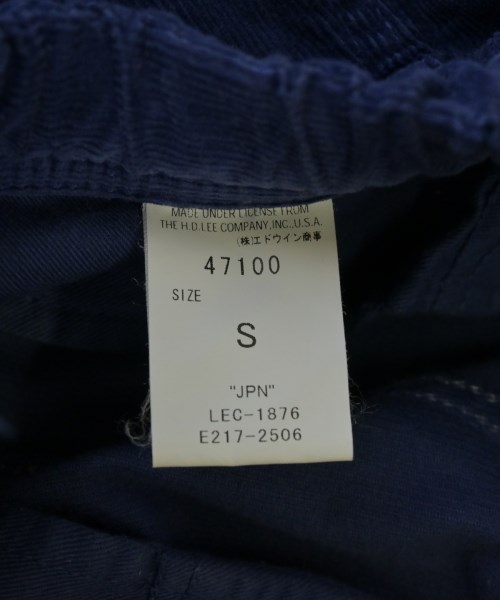 MADE UNDER LICENSE FROM
THE H.D.LEE COMPANY,INC.,U.S.A.
(株)エドウイン商事
47100
SIZE
S
"JPN"
LEC-1876
E217-2506